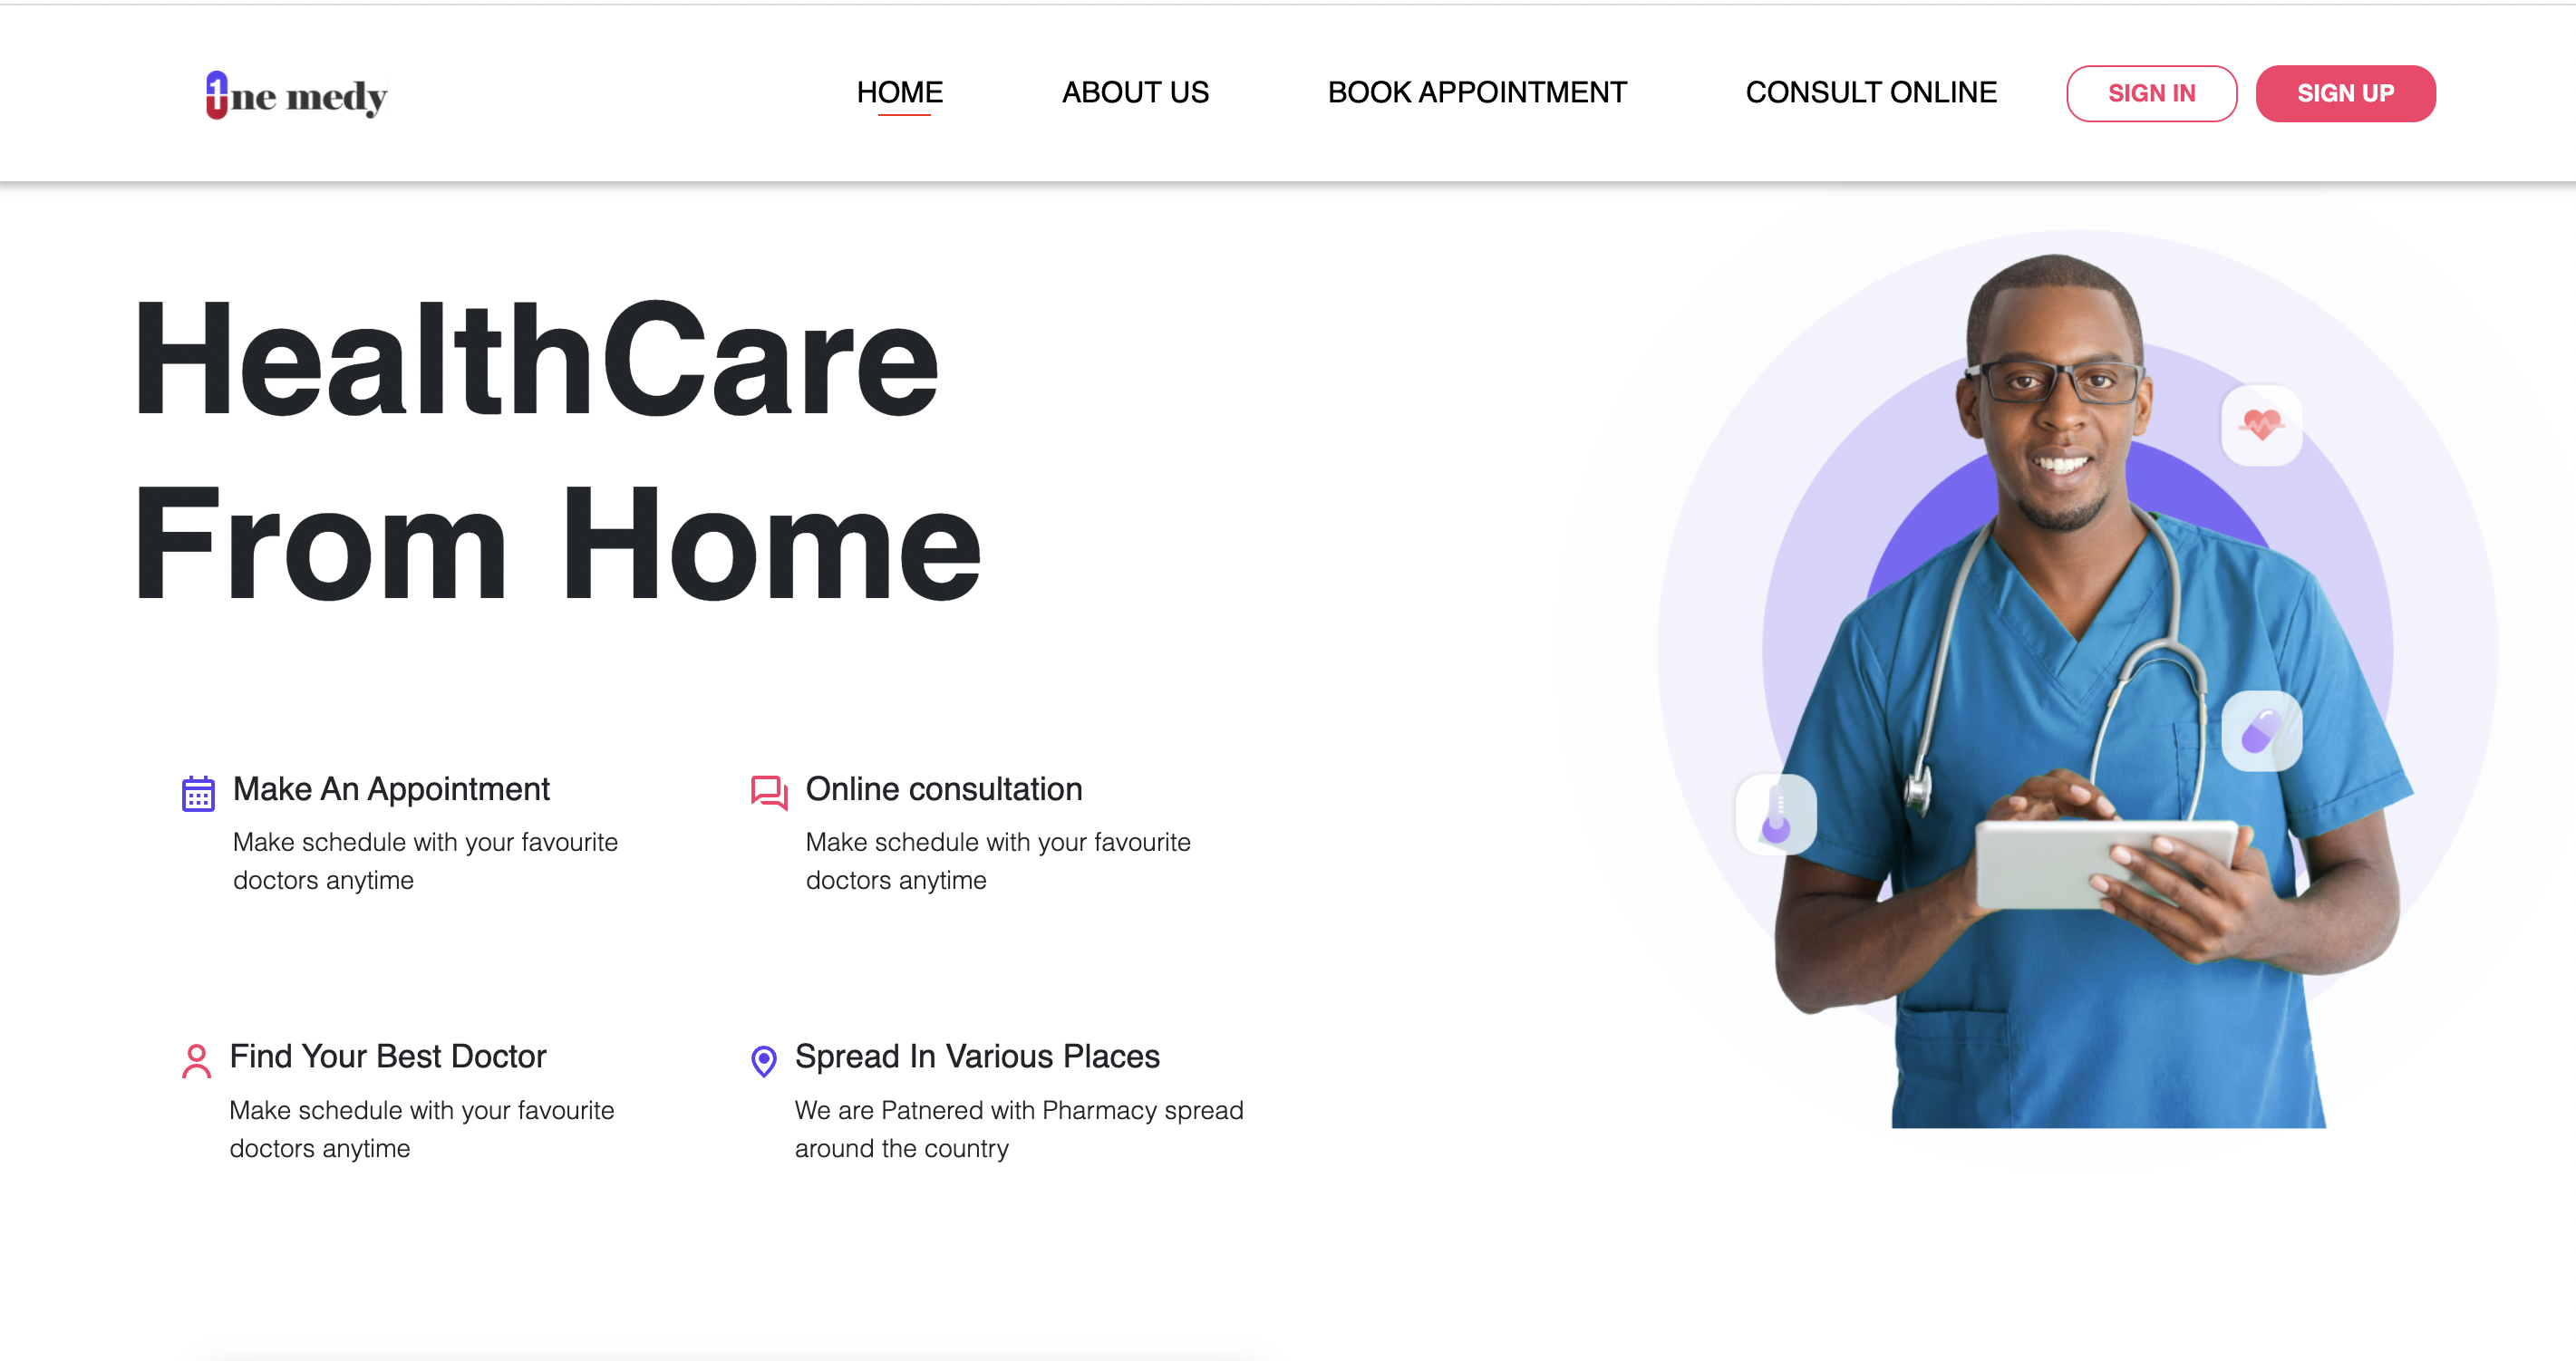 1ne medy
HOME
ABOUT US
BOOK APPOINTMENT
CONSULT ONLINE
SIGN IN
SIGN UP
HealthCare
From Home
Make An Appointment
Make schedule with your favourite
doctors anytime
Online consultation
Make schedule with your favourite
doctors anytime
Find Your Best Doctor
Make schedule with your favourite
doctors anytime
Spread In Various Places
We are Patnered with Pharmacy spread
around the country